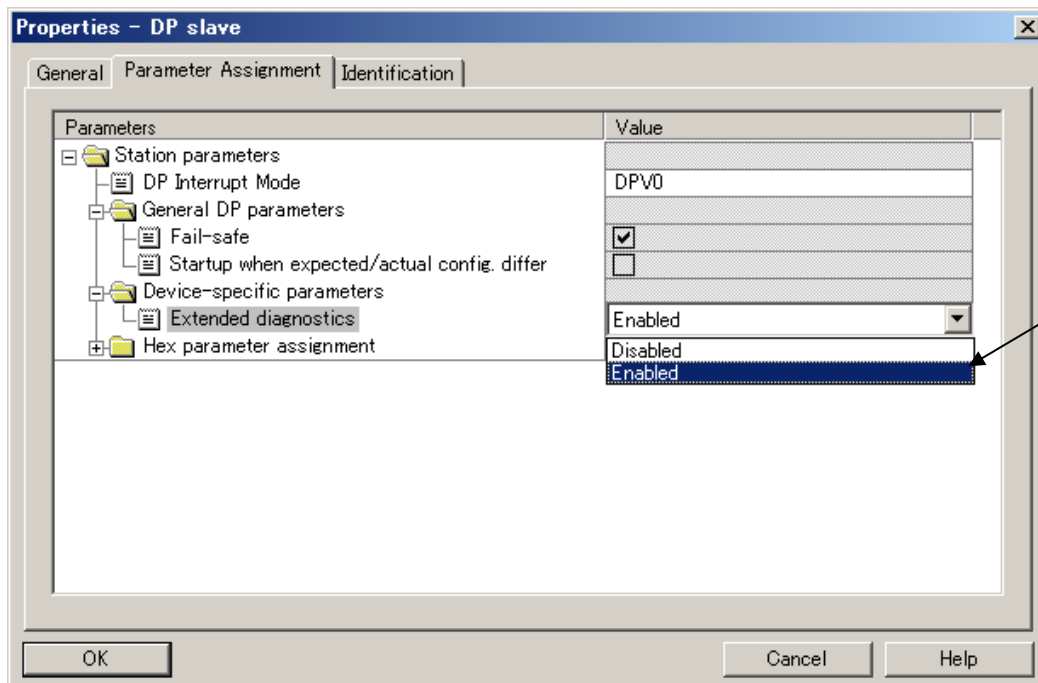 Properties - DP slave
General Parameter Assignment Identification
Parameters Value
Station parameters
DP Interrupt Mode DPV0
General DP parameters
Fail-safe
Startup when expected/actual config. differ
Device-specific parameters
Extended diagnostics Enabled
Hex parameter assignment Disabled
Enabled
OK Cancel Help